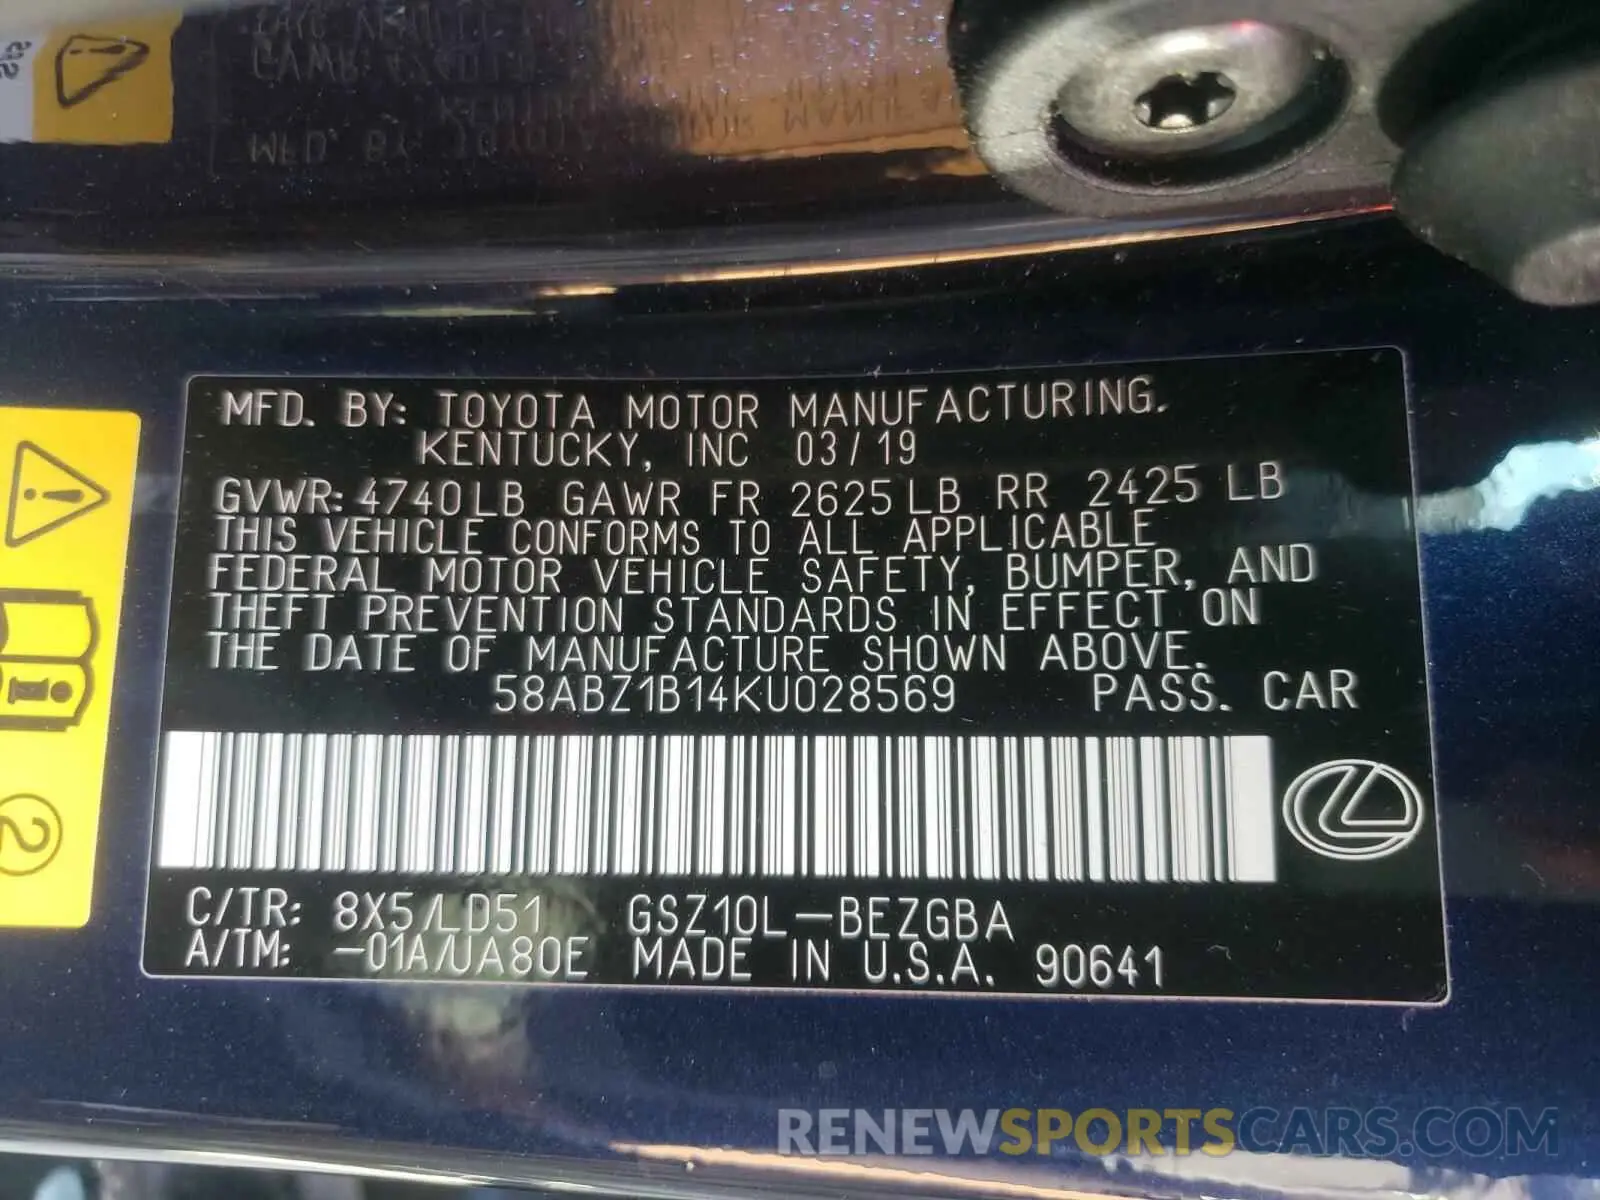 MFD. BY: TOYOTA MOTOR MANUFACTURING.
KENTUCKY, INC 03/19
GVWR: 4740LB GAWR FR 2625LB RR 2425 LB
THIS VEHICLE CONFORMS TO ALL APPLICABLE
FEDERAL MOTOR VEHICLE SAFETY, BUMPER, AND
THEFT PREVENTION STANDARDS IN EFFECT ON
THE DATE OF MANUFACTURE SHOWN ABOVE.
58ABZ1B14KU028569 PASS. CAR
C/TR: 8X5/LD51 GSZ10L-BEZGBA
A/TM: -01A/UA80E MADE IN U.S.A. 90641
2
RENEWSPORTSCARS.COM